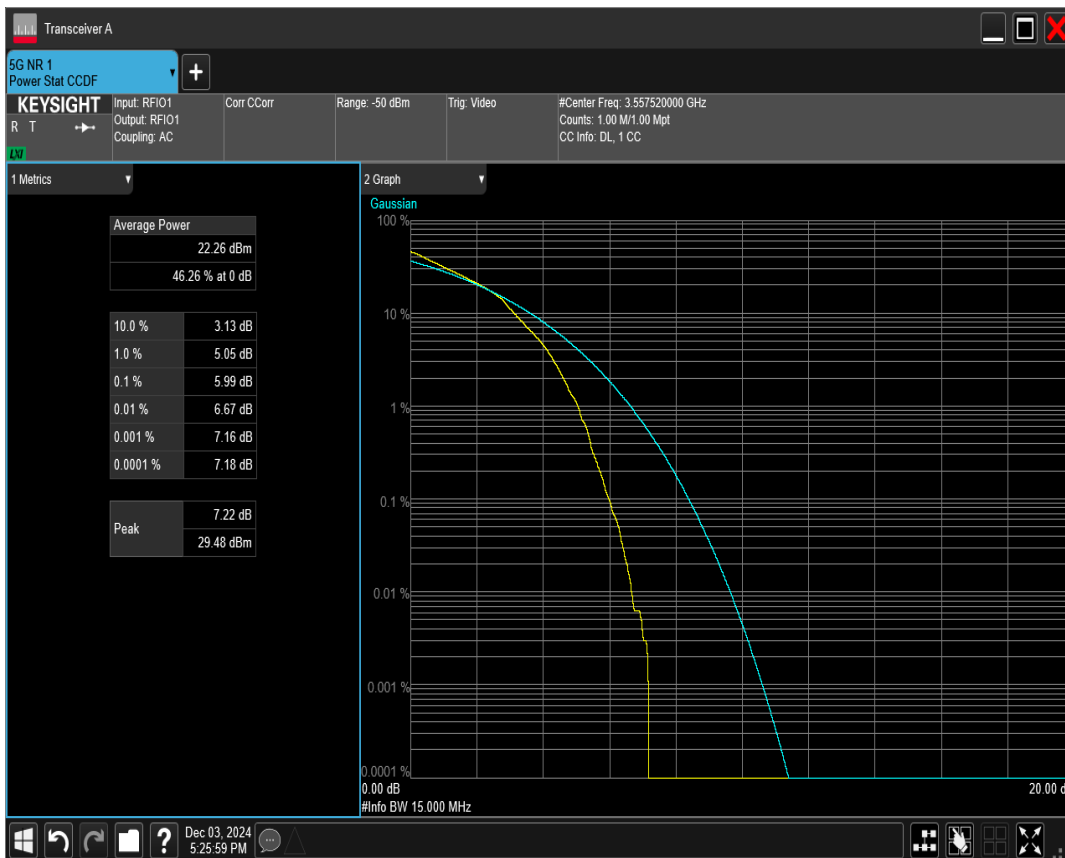 Transceiver A
5G NR 1
Power Stat CCDF
+
KEYSIGHT
R T
LXI
Input: RFIO1
Output: RFIO1
Coupling: AC
Corr CCorr
Range: -50 dBm
Trig: Video
#Center Freq: 3.557520000 GHz
Counts: 1.00 M/1.00 Mpt
CC Info: DL, 1 CC
1 Metrics
Average Power
22.26 dBm
46.26 % at 0 dB
10.0 % 3.13 dB
1.0 % 5.05 dB
0.1 % 5.99 dB
0.01 % 6.67 dB
0.001 % 7.16 dB
0.0001 % 7.18 dB
Peak
7.22 dB
29.48 dBm
2 Graph
Gaussian
100 %
10 %
1 %
0.1 %
0.01 %
0.001 %
0.0001 %
0.00 dB
20.00 d
#Info BW 15.000 MHz
?
Dec 03, 2024
5:25:59 PM